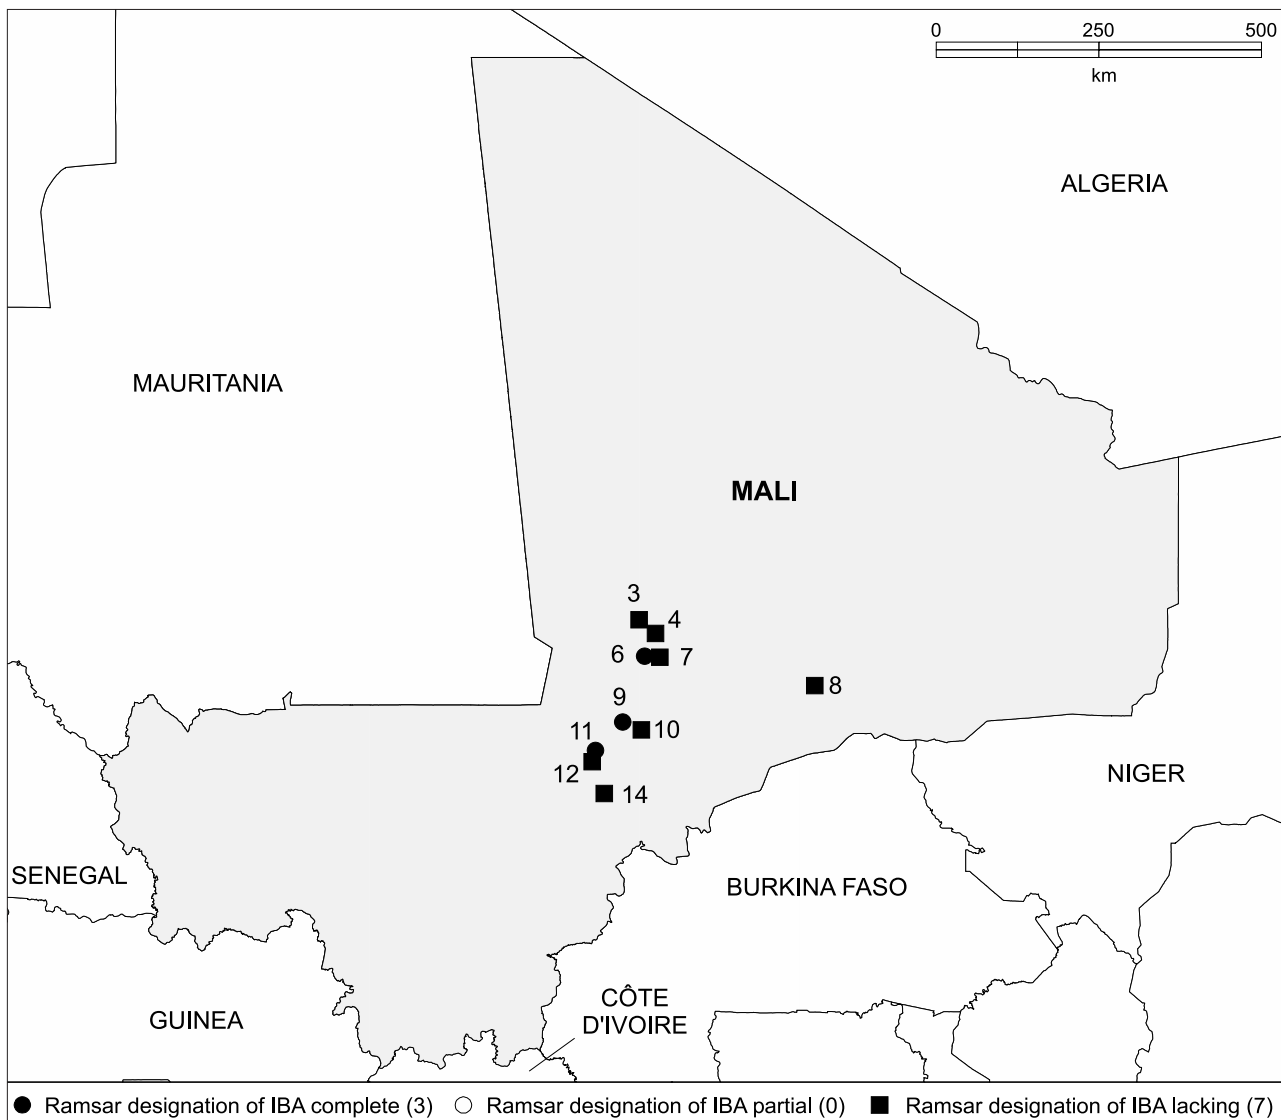 0 250 500
km
ALGERIA
MAURITANIA
MALI
3
4
6
7
8
9
10
11
12
14
NIGER
SENEGAL
BURKINA FASO
CÔTE
D'IVOIRE
GUINEA
Ramsar designation of IBA complete (3) Ramsar designation of IBA partial (0) Ramsar designation of IBA lacking (7)